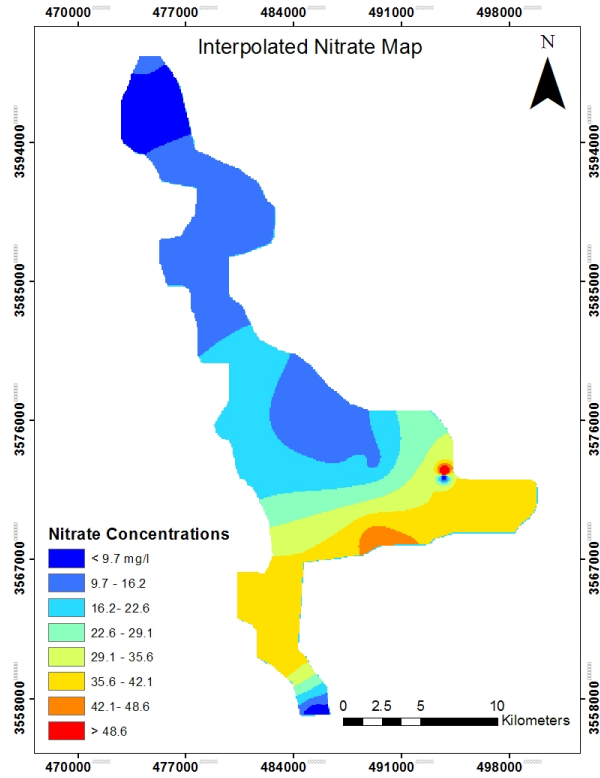 470000 477000 484000 491000 498000
Interpolated Nitrate Map
N
3594000 3594000
3585000 3585000
3576000 3576000
3567000 3567000
3558000 3558000
Nitrate Concentrations
< 9.7 mg/l
9.7 - 16.2
16.2- 22.6
22.6 - 29.1
29.1 - 35.6
35.6 - 42.1
42.1- 48.6
> 48.6
0 2.5 5 10
Kilometers
470000 477000 484000 491000 498000